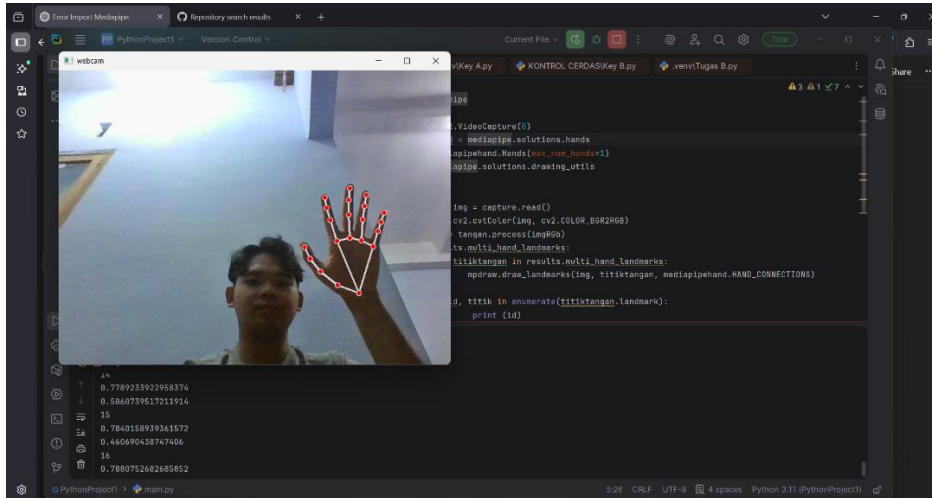 Error Import Mediapipe
Repository search results
PythonProject1
Version Control
Current File
Trial
webcam
v\Key A.py
KONTROL CERDAS\Key B.py
.venv\Tugas B.py
Share
3 1 7
.VideoCapture(0)
= mediapipe.solutions.hands
Hands(max_num_hands=1)
.solutions.drawing_utils
img = capture.read()
cv2.cvtColor(img, cv2.COLOR_BGR2RGB)
= tangan.process(imgRGb)
ts.multi_hand_landmarks:
titiktangan in results.multi_hand_landmarks:
mpdraw.draw_landmarks(img, titiktangan, mediapipehand.HAND_CONNECTIONS)
d, titik in enumerate(titiktangan.landmark):
print (id)
14
0.7789233922958374
0.5060739517211914
15
0.7840158939361572
0.460690438747406
16
0.7880752682685852
PythonProject1 > main.py
5:26 CRLF UTF-8 4 spaces Python 3.11 (PythonProject1)